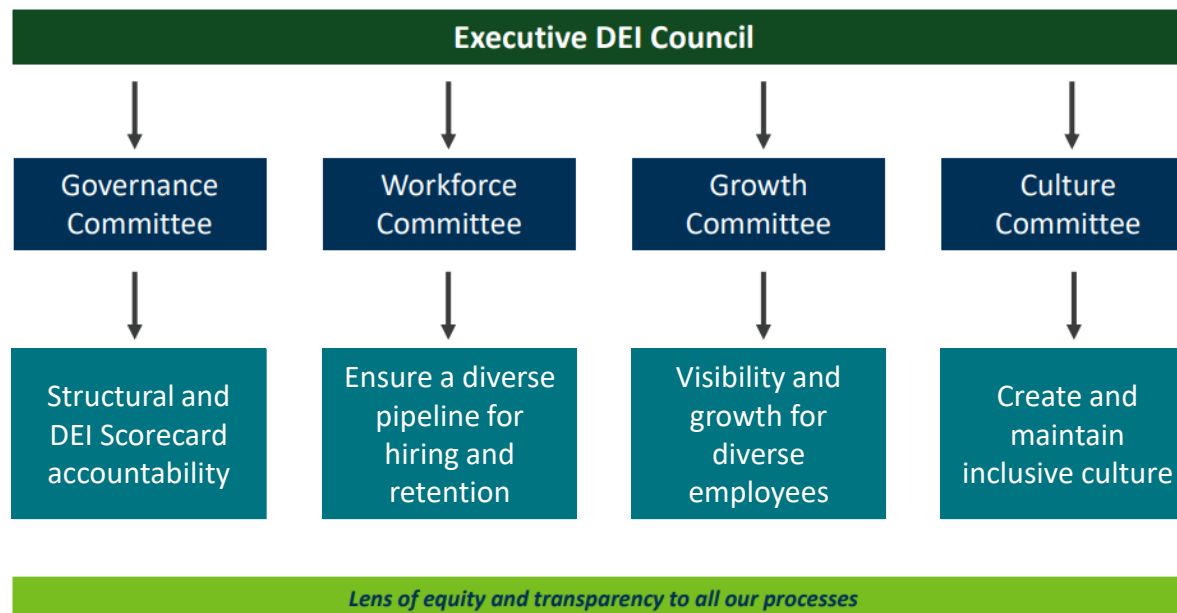 Executive DEI Council
Governance
Committee
Workforce
Committee
Growth
Committee
Culture
Committee
Structural and
DEI Scorecard
accountability
Ensure a diverse
pipeline for
hiring and
retention
Visibility and
growth for
diverse
employees
Create and
maintain
inclusive culture
Lens of equity and transparency to all our processes